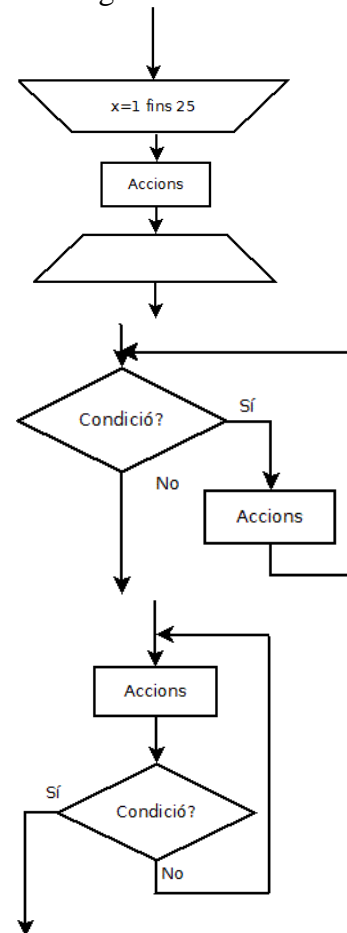 x=1 fins 25
Accions
Condició?
Sí
No
Accions
Accions
Sí
Condició?
No